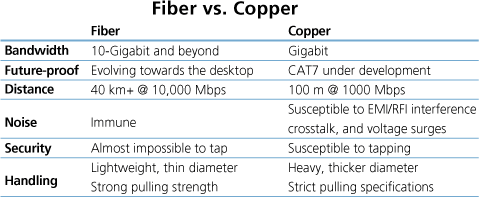 Fiber vs. Copper
Fiber Copper
Bandwidth 10-Gigabit and beyond Gigabit
Future-proof Evolving towards the desktop CAT7 under development
Distance 40 km+ @ 10,000 Mbps 100 m @ 1000 Mbps
Noise Immune Susceptible to EMI/RFI interference
crosstalk, and voltage surges
Security Almost impossible to tap Susceptible to tapping
Handling Lightweight, thin diameter Heavy, thicker diameter
Strong pulling strength Strict pulling specifications